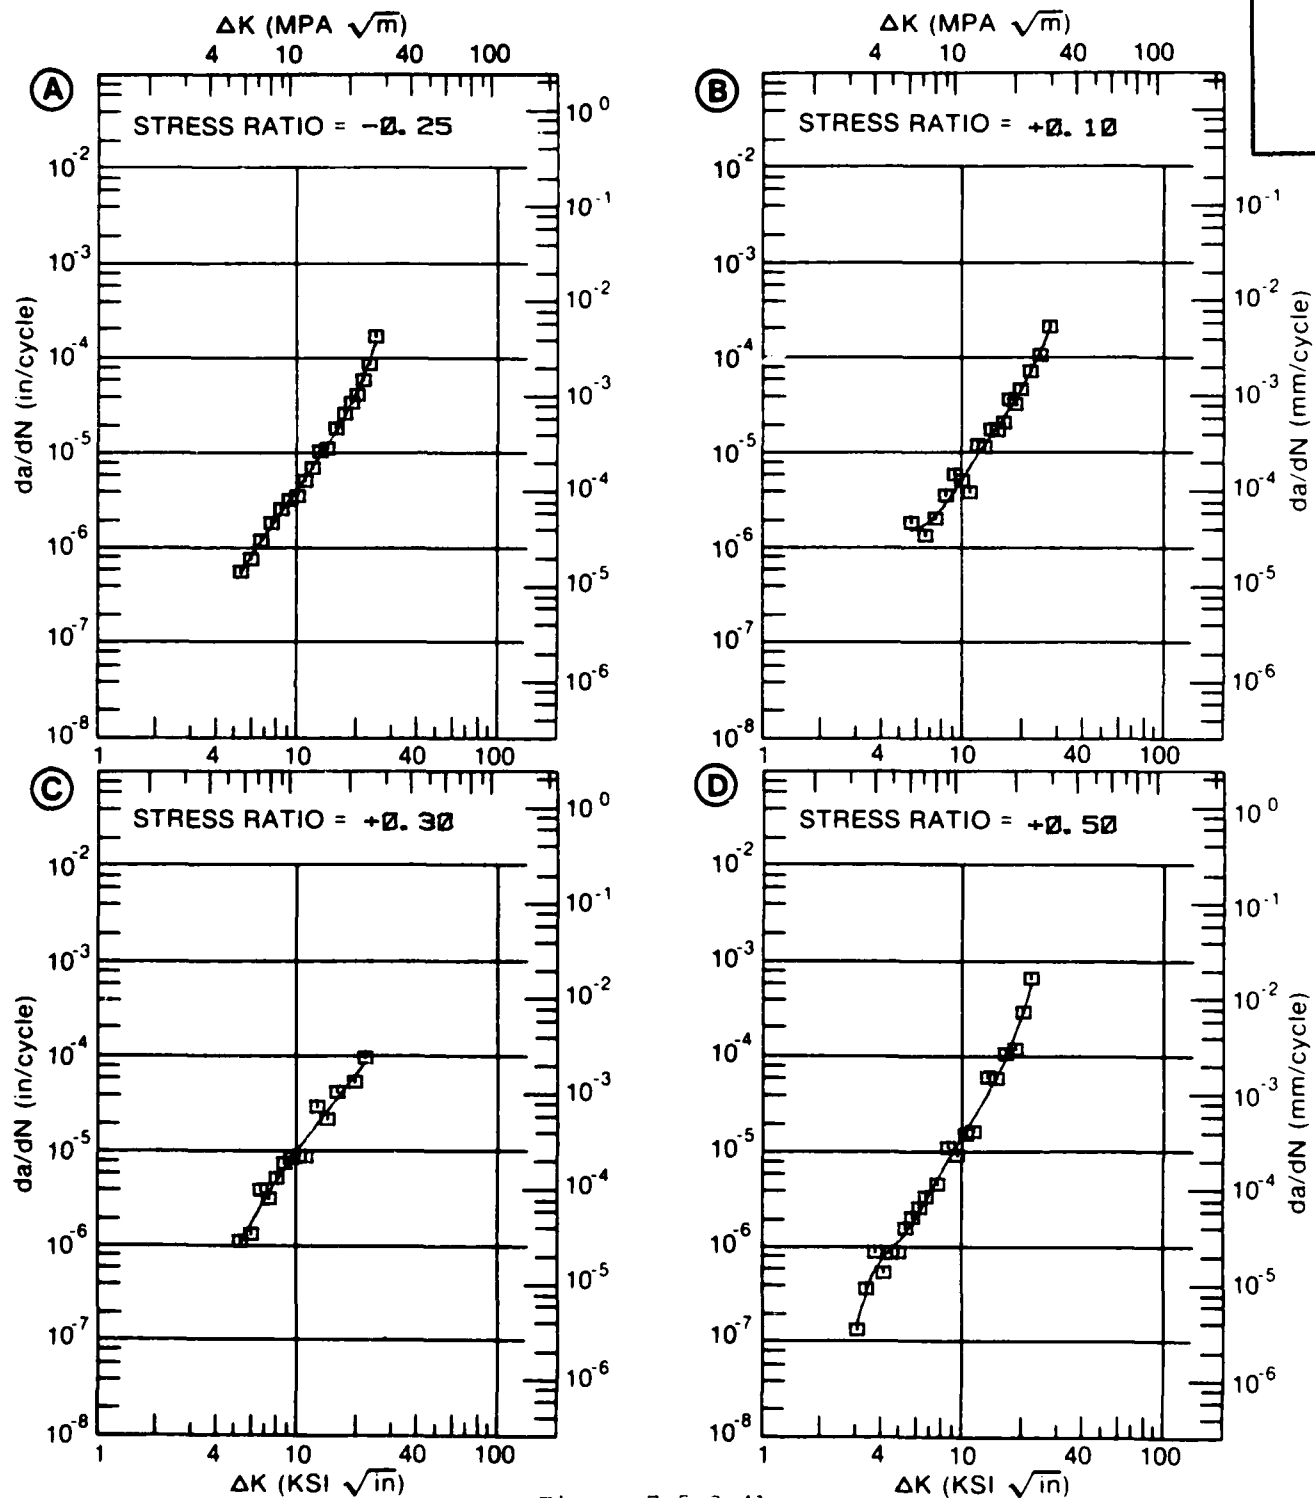 ΔK (MPA √m) ΔK (MPA √m)
4 10 40 100 4 10 40 100
A B
STRESS RATIO = -0.25 STRESS RATIO = +0.10
10^0
10^-2 10^-2
10^-1 10^-1
10^-3 10^-3
10^-2 10^-2
10^-4 10^-4
10^-3 10^-3
10^-5 10^-5
10^-4 10^-4
10^-6 10^-6
10^-5 10^-5
10^-7 10^-7
10^-6 10^-6
10^-8 10^-8
da/dN (in/cycle) da/dN (mm/cycle)
1 4 10 40 100 1 4 10 40 100
C D
STRESS RATIO = +0.30 STRESS RATIO = +0.50
10^0 10^0
10^-2 10^-2
10^-1 10^-1
10^-3 10^-3
10^-2 10^-2
10^-4 10^-4
10^-3 10^-3
10^-5 10^-5
10^-4 10^-4
10^-6 10^-6
10^-5 10^-5
10^-7 10^-7
10^-6 10^-6
10^-8 10^-8
da/dN (in/cycle) da/dN (mm/cycle)
1 4 10 40 100 1 4 10 40 100
ΔK (KSI √in) ΔK (KSI √in)